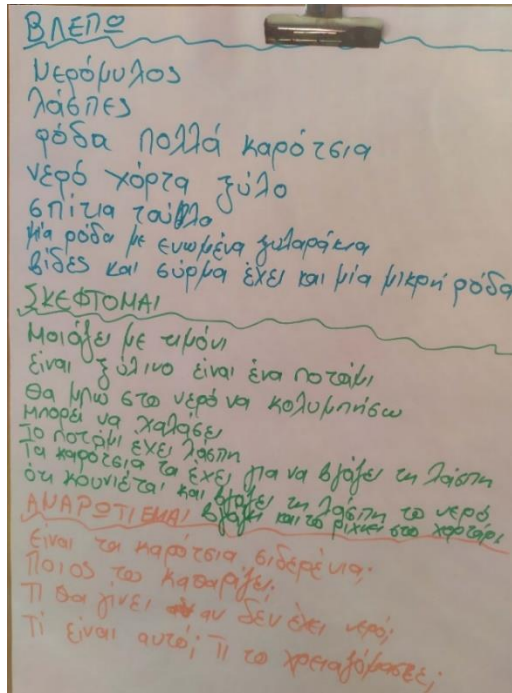 ΒΛΕΠΩ
Νερόμυλος
λάσπες
ρόδα πολλά καρότσια
νερό χόρτα ξύλο
σπίτια τούβλο
μία ρόδα με ενωμένα ξυλαράκια
βίδες και σύρμα έχει και μία μικρή ρόδα
ΣΚΕΦΤΟΜΑΙ
Μοιάζει με τιμόνι
είναι ξύλινο είναι ένα ποτάμι
Θα μπω στο νερό να κολυμπήσω
Μπορεί να χαλάσει
Το ποτάμι έχει λάσπη
Τα καρότσια τα έχει για να βγάζει τη λάσπη
ότι κουνιέται και βγάζει τη λάσπη το νερό
βγάζει και το ρίχνει στο χορτάρι
ΑΝΑΡΩΤΙΕΜΑΙ
είναι τα καρότσια σιδερένια;
Ποιος το καθαρίζει;
Τι θα γίνει αν δεν έχει νερό;
Τί είναι αυτό; Τι το χρειαζόμαστε;